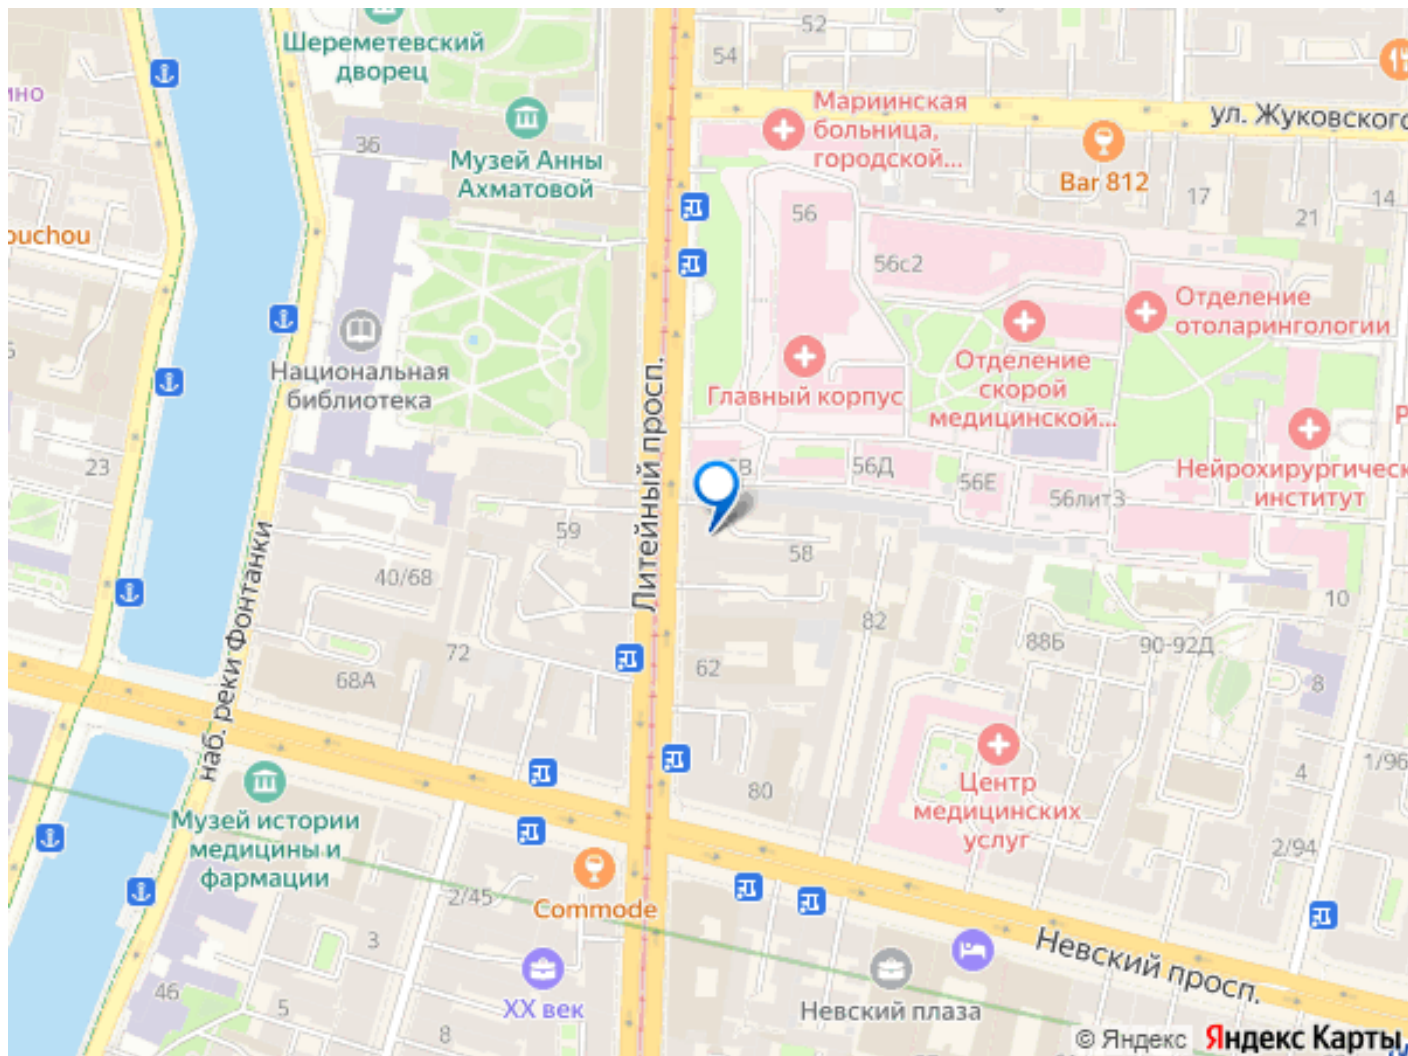 52
54
Шереметевский
дворец
ино
Мариинская
больница,
городской...
ул. Жуковского
36
Музей Анны
Ахматовой
Bar 812
17
14
21
56
ouchou
56с2
Отделение
отоларингологии
Национальная
библиотека
Отделение
скорой
медицинской...
Главный корпус
Литейный просп.
23
56Д
56Е
56лит3
Нейрохирургическ
институт
59
58
40/68
наб. реки Фонтанки
82
10
88Б
90-92Д
72
68А
62
8
Центр
медицинских
услуг
4
1/96
80
Музей истории
медицины и
фармации
2/94
2/45
Commode
3
Невский просп.
46
5
XX век
Невский плаза
8
© Яндекс Яндекс Карты